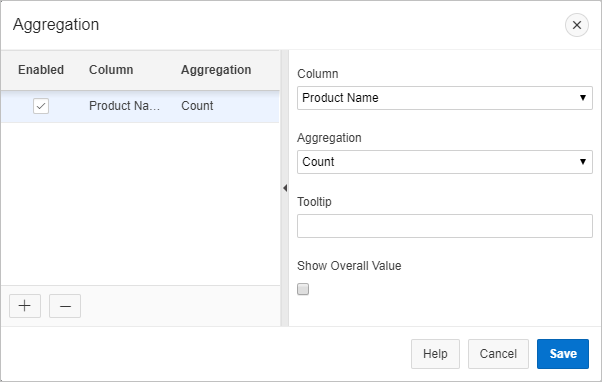 Aggregation
Enabled Column Aggregation
Product Na... Count
Column
Product Name
Aggregation
Count
Tooltip
Show Overall Value
Help Cancel Save